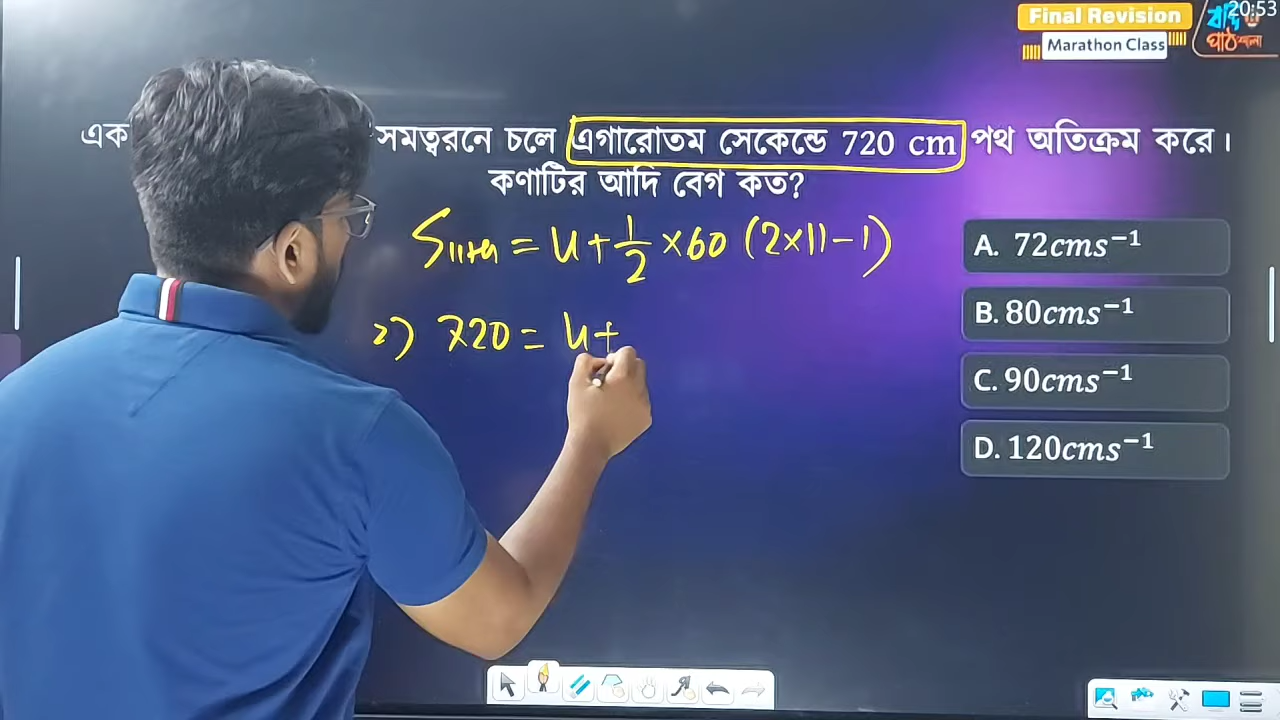 20:53
Final Revision
Marathon Class
পাঠশালা
এক সমত্বরনে চলে এগারোতম সেকেন্ডে 720 cm পথ অতিক্রম করে।
কণাটির আদি বেগ কত?
S₁₁ₜₕ = u + 1/2 × 60 (2×11-1)
720 = u +
A. 72cms⁻¹
B. 80cms⁻¹
C. 90cms⁻¹
D. 120cms⁻¹